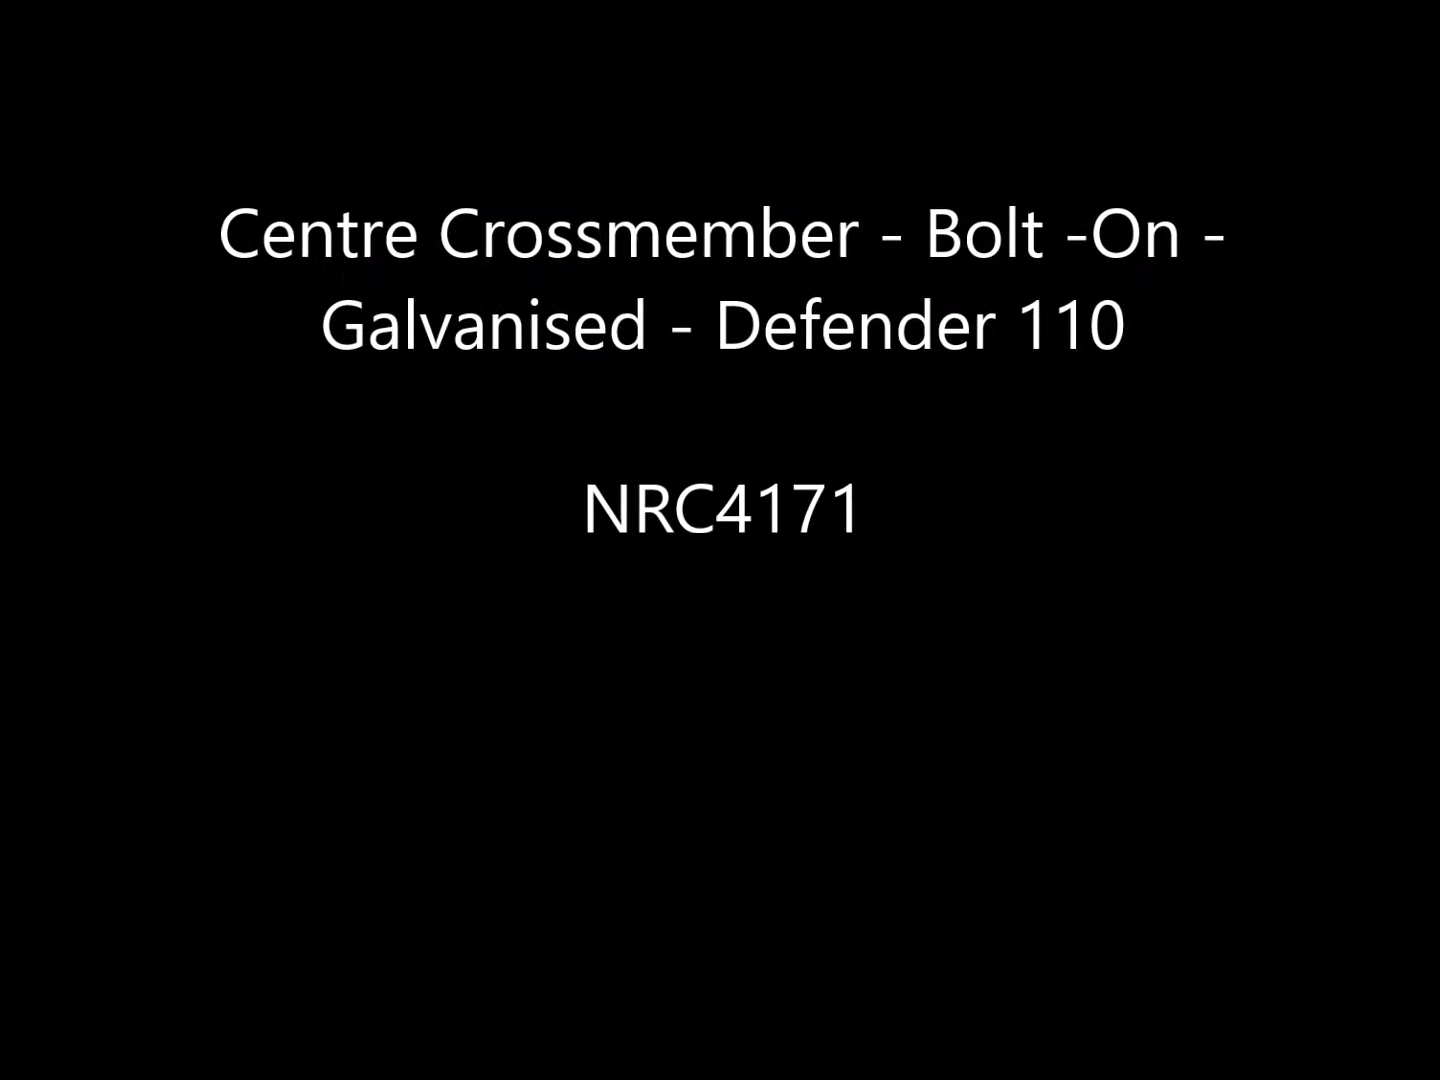 Centre Crossmember - Bolt -On -
Galvanised - Defender 110
NRC4171